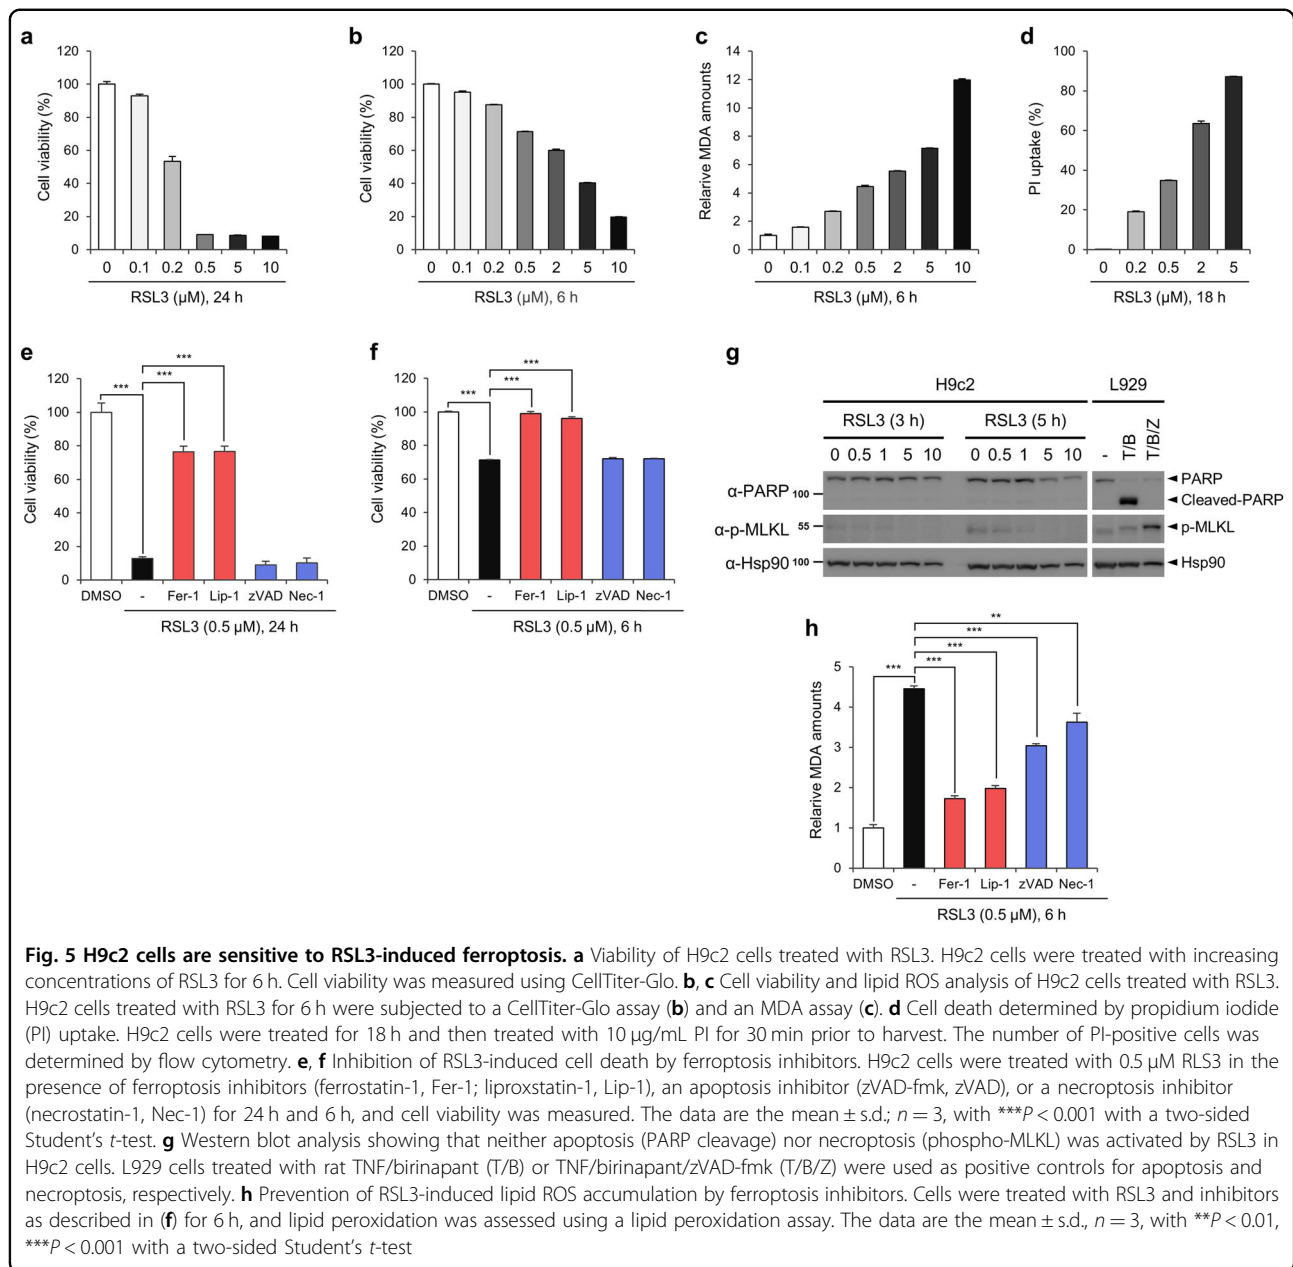 a
120
100
80
60
40
20
0
Cell viability (%)
0 0.1 0.2 0.5 5 10
RSL3 (µM), 24 h
b
120
100
80
60
40
20
0
Cell viability (%)
0 0.1 0.2 0.5 2 5 10
RSL3 (µM), 6 h
c
14
12
10
8
6
4
2
0
Relarive MDA amounts
0 0.1 0.2 0.5 2 5 10
RSL3 (µM), 6 h
d
100
80
60
40
20
0
PI uptake (%)
0 0.2 0.5 2 5
RSL3 (µM), 18 h
e
***
***
***
120
100
80
60
40
20
0
Cell viability (%)
DMSO - Fer-1 Lip-1 zVAD Nec-1
RSL3 (0.5 µM), 24 h
f
***
***
***
120
100
80
60
40
20
0
Cell viability (%)
DMSO - Fer-1 Lip-1 zVAD Nec-1
RSL3 (0.5 µM), 6 h
g
H9c2 L929
RSL3 (3 h) RSL3 (5 h)
0 0.5 1 5 10 0 0.5 1 5 10 - T/B T/B/Z
α-PARP 100 PARP
Cleaved-PARP
α-p-MLKL 55 p-MLKL
α-Hsp90 100 Hsp90
h
**
***
***
***
***
5
4
3
2
1
0
Relarive MDA amounts
DMSO - Fer-1 Lip-1 zVAD Nec-1
RSL3 (0.5 µM), 6 h
Fig. 5 H9c2 cells are sensitive to RSL3-induced ferroptosis. a Viability of H9c2 cells treated with RSL3. H9c2 cells were treated with increasing
concentrations of RSL3 for 6 h. Cell viability was measured using CellTiter-Glo. b, c Cell viability and lipid ROS analysis of H9c2 cells treated with RSL3.
H9c2 cells treated with RSL3 for 6 h were subjected to a CellTiter-Glo assay (b) and an MDA assay (c). d Cell death determined by propidium iodide
(PI) uptake. H9c2 cells were treated for 18 h and then treated with 10 µg/mL PI for 30 min prior to harvest. The number of PI-positive cells was
determined by flow cytometry. e, f Inhibition of RSL3-induced cell death by ferroptosis inhibitors. H9c2 cells were treated with 0.5 µM RLS3 in the
presence of ferroptosis inhibitors (ferrostatin-1, Fer-1; liproxstatin-1, Lip-1), an apoptosis inhibitor (zVAD-fmk, zVAD), or a necroptosis inhibitor
(necrostatin-1, Nec-1) for 24 h and 6 h, and cell viability was measured. The data are the mean ± s.d.; n = 3, with ***P < 0.001 with a two-sided
Student's t-test. g Western blot analysis showing that neither apoptosis (PARP cleavage) nor necroptosis (phospho-MLKL) was activated by RSL3 in
H9c2 cells. L929 cells treated with rat TNF/birinapant (T/B) or TNF/birinapant/zVAD-fmk (T/B/Z) were used as positive controls for apoptosis and
necroptosis, respectively. h Prevention of RSL3-induced lipid ROS accumulation by ferroptosis inhibitors. Cells were treated with RSL3 and inhibitors
as described in (f) for 6 h, and lipid peroxidation was assessed using a lipid peroxidation assay. The data are the mean ± s.d., n = 3, with **P < 0.01,
***P < 0.001 with a two-sided Student's t-test